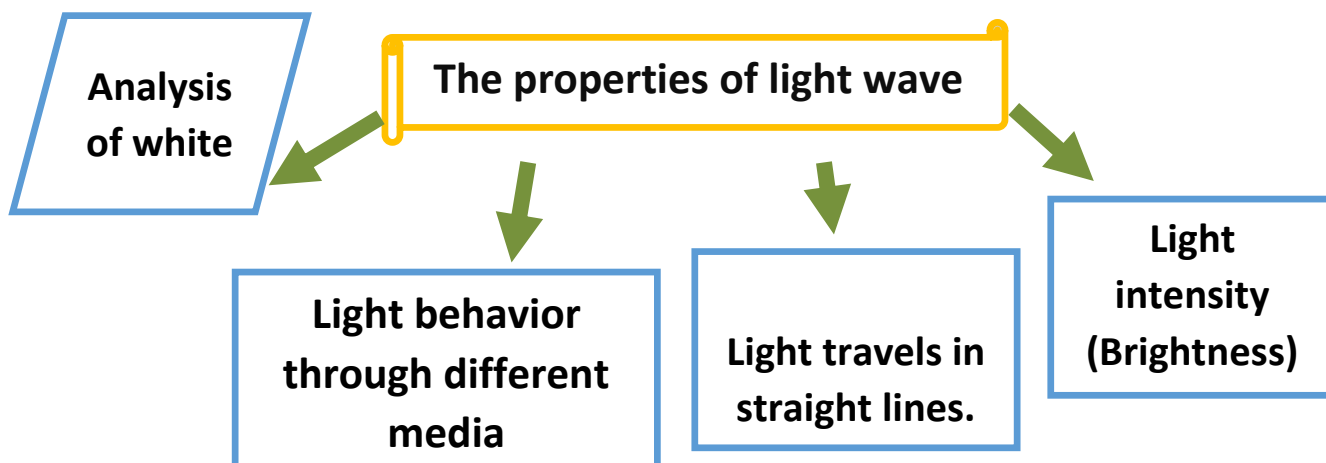 The properties of light wave
Analysis
of white
Light behavior
through different
media
Light travels in
straight lines.
Light
intensity
(Brightness)